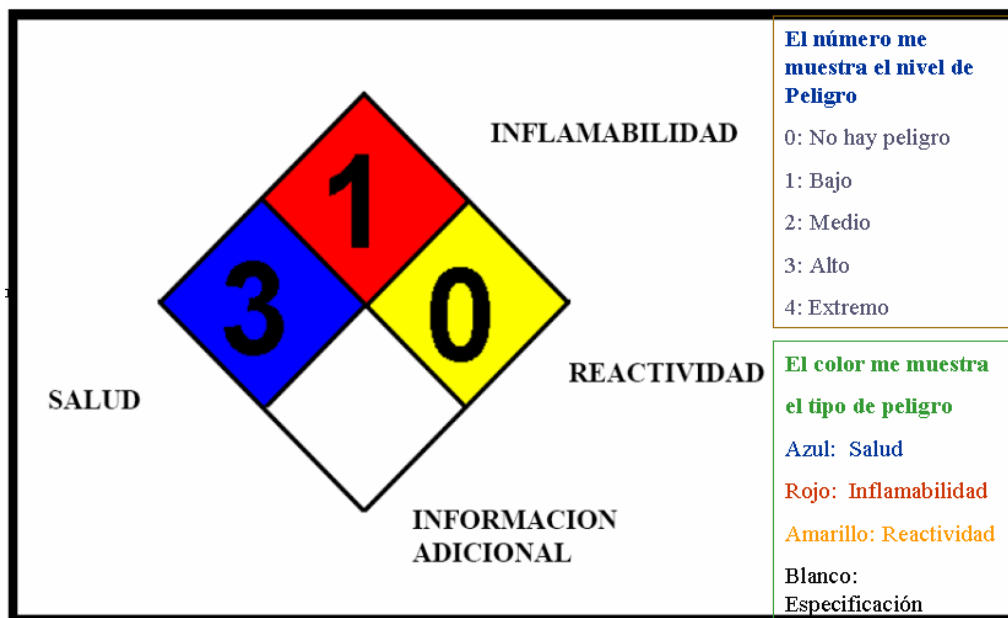 INFLAMABILIDAD
1
3
0
SALUD
REACTIVIDAD
INFORMACION
ADICIONAL
El número me
muestra el nivel de
Peligro
0: No hay peligro
1: Bajo
2: Medio
3: Alto
4: Extremo
El color me muestra
el tipo de peligro
Azul: Salud
Rojo: Inflamabilidad
Amarillo: Reactividad
Blanco:
Especificación